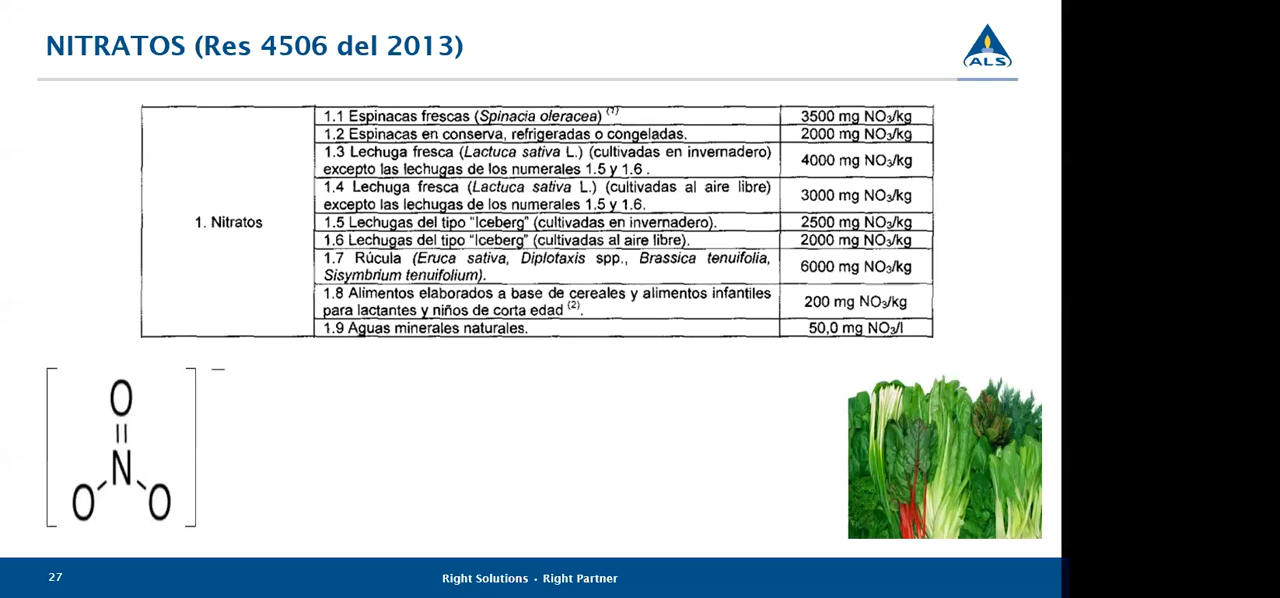 NITRATOS (Res 4506 del 2013)
ALS
1. Nitratos
1.1 Espinacas frescas (Spinacia oleracea) (1)
3500 mg NO3/kg
1.2 Espinacas en conserva, refrigeradas o congeladas.
2000 mg NO3/kg
1.3 Lechuga fresca (Lactuca sativa L.) (cultivadas en invernadero)
excepto las lechugas de los numerales 1.5 y 1.6 .
4000 mg NO3/kg
1.4 Lechuga fresca (Lactuca sativa L.) (cultivadas al aire libre)
excepto las lechugas de los numerales 1.5 y 1.6.
3000 mg NO3/kg
1.5 Lechugas del tipo "Iceberg" (cultivadas en invernadero).
2500 mg NO3/kg
1.6 Lechugas del tipo "Iceberg" (cultivadas al aire libre).
2000 mg NO3/kg
1.7 Rúcula (Eruca sativa, Diplotaxis spp., Brassica tenuifolia,
Sisymbrium tenuifolium).
6000 mg NO3/kg
1.8 Alimentos elaborados a base de cereales y alimentos infantiles
para lactantes y niños de corta edad (2).
200 mg NO3/kg
1.9 Aguas minerales naturales.
50,0 mg NO3/l
O
N
O O
27
Right Solutions • Right Partner